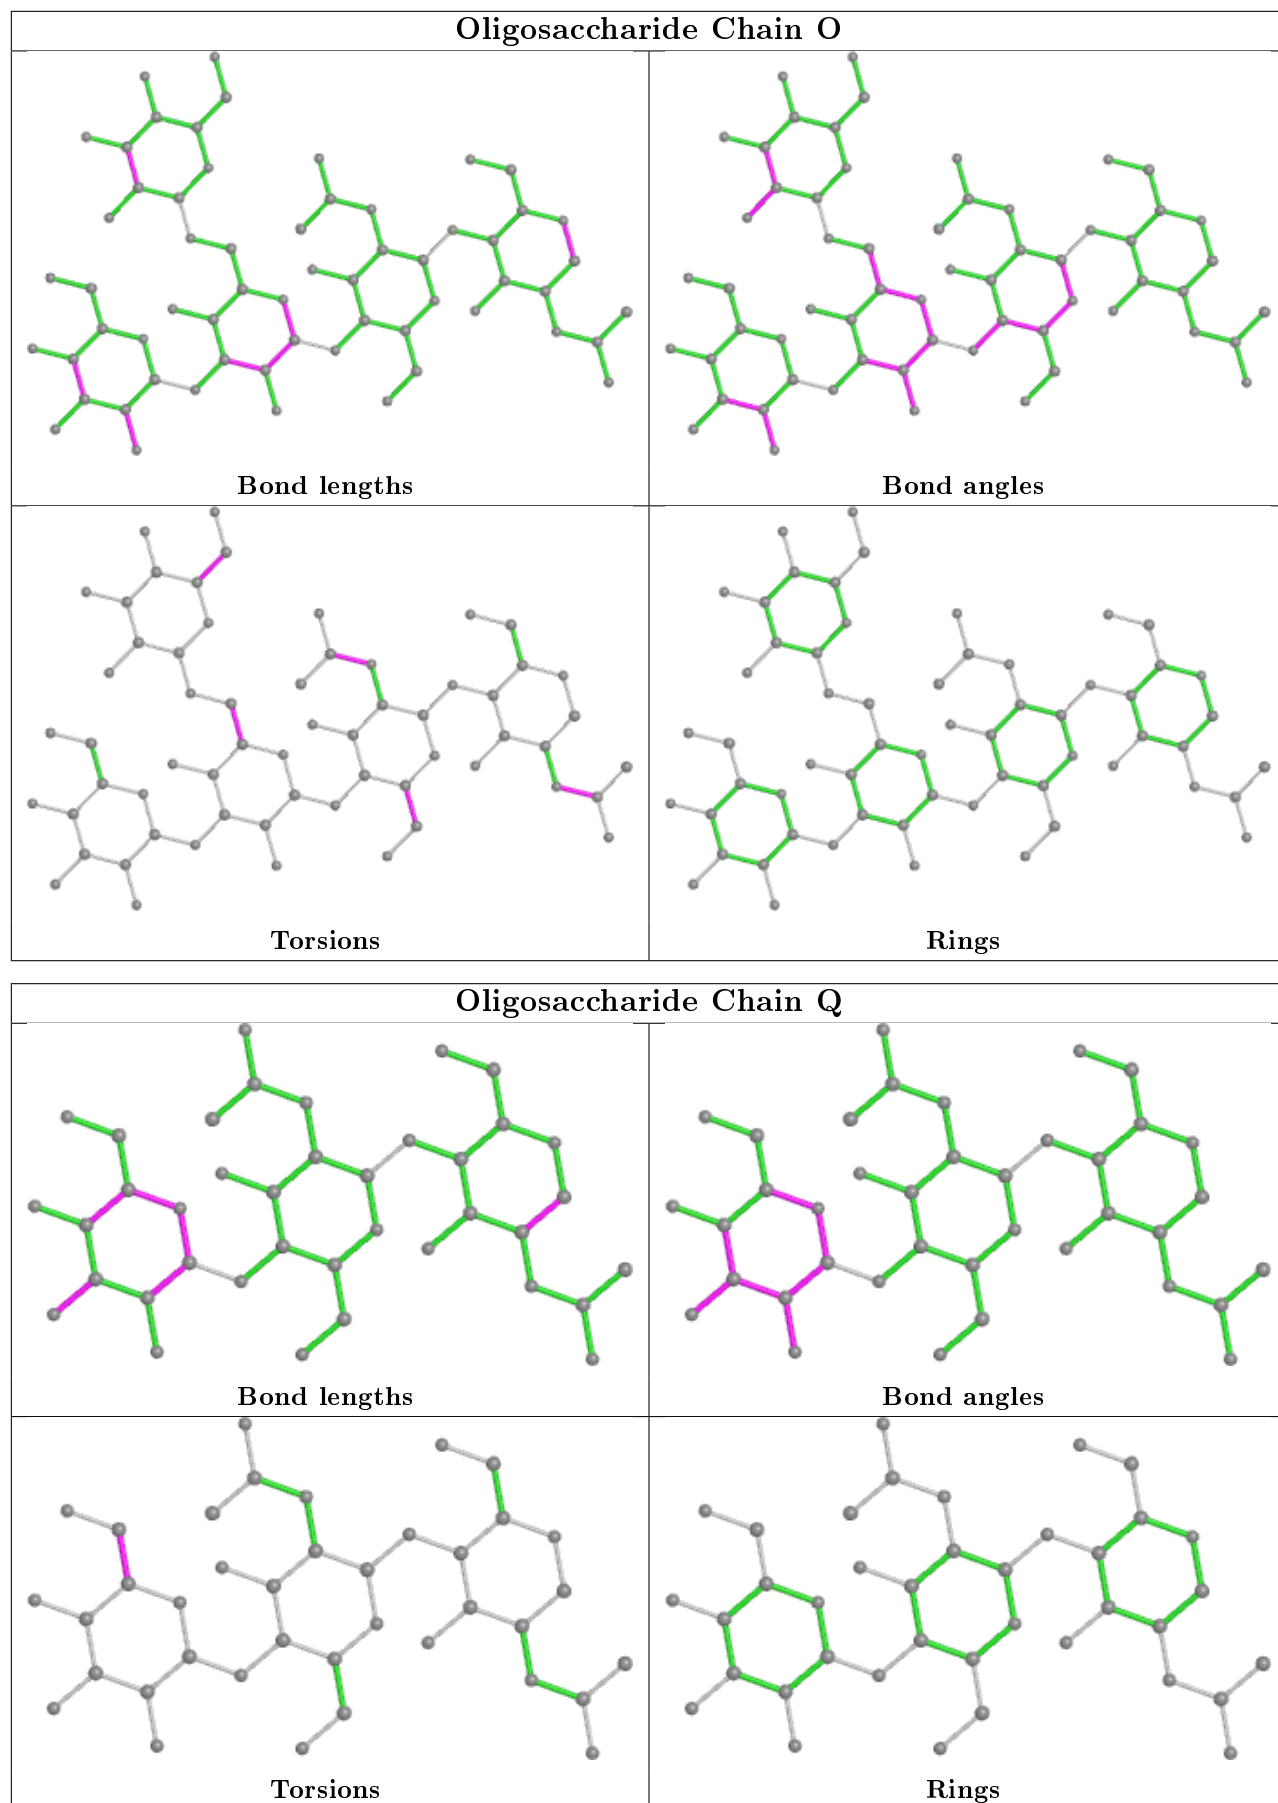 Oligosaccharide Chain O
Bond lengths
Bond angles
Torsions
Rings
Oligosaccharide Chain Q
Bond lengths
Bond angles
Torsions
Rings